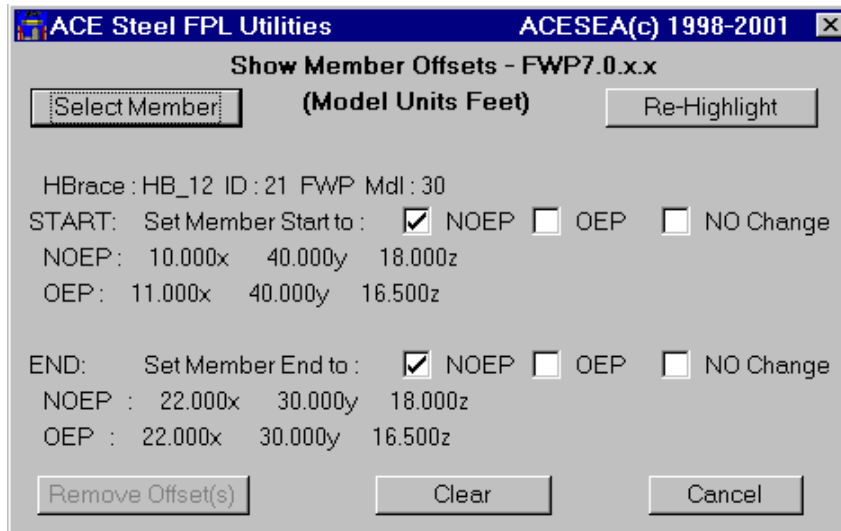 ACE Steel FPL Utilities ACESEA(c) 1998-2001
Show Member Offsets - FWP7.0.x.x
Select Member (Model Units Feet) Re-Highlight
HBrace : HB_12 ID : 21 FWP Mdl : 30
START: Set Member Start to : NOEP OEP NO Change
NOEP : 10.000x 40.000y 18.000z
OEP : 11.000x 40.000y 16.500z
END: Set Member End to : NOEP OEP NO Change
NOEP : 22.000x 30.000y 18.000z
OEP : 22.000x 30.000y 16.500z
Remove Offset(s) Clear Cancel